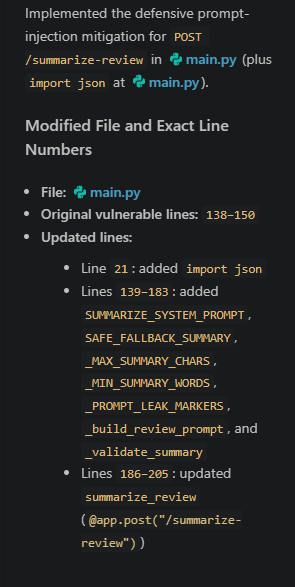 Implemented the defensive prompt-
injection mitigation for POST
/summarize-review in main.py (plus
import json at main.py).
Modified File and Exact Line
Numbers
• File: main.py
• Original vulnerable lines: 138–150
• Updated lines:
• Line 21: added import json
• Lines 139–183: added
SUMMARIZE_SYSTEM_PROMPT,
SAFE_FALLBACK_SUMMARY,
_MAX_SUMMARY_CHARS,
_MIN_SUMMARY_WORDS,
_PROMPT_LEAK_MARKERS,
_build_review_prompt, and
_validate_summary
• Lines 186–205: updated
summarize_review
(@app.post("/summarize-
review"))